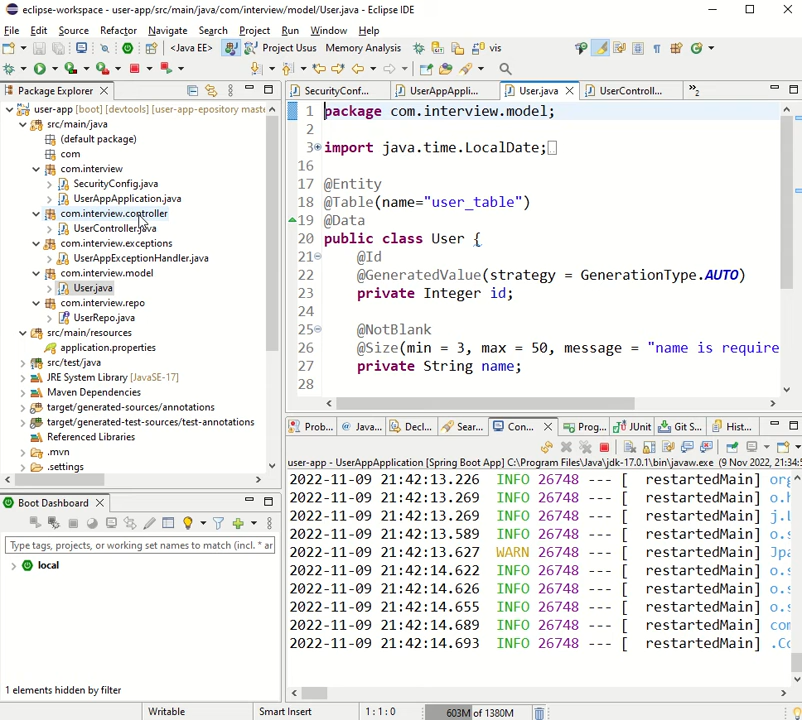 eclipse-workspace - user-app/src/main/java/com/interview/model/User.java - Eclipse IDE
File Edit Source Refactor Navigate Search Project Run Window Help
<Java EE> Project Usus Memory Analysis vis
Package Explorer
user-app [boot] [devtools] [user-app-epository maste
src/main/java
(default package)
com
com.interview
SecurityConfig.java
UserAppApplication.java
com.interview.controller
UserController.java
com.interview.exceptions
UserAppExceptionHandler.java
com.interview.model
User.java
com.interview.repo
UserRepo.java
src/main/resources
application.properties
src/test/java
JRE System Library [JavaSE-17]
Maven Dependencies
target/generated-sources/annotations
target/generated-test-sources/test-annotations
Referenced Libraries
.mvn
.settings
Boot Dashboard
Type tags, projects, or working set names to match (incl. * ar
local
1 elements hidden by filter
SecurityConf... UserAppAppli... User.java UserControll... »2
1 package com.interview.model;
2
3 import java.time.LocalDate;
16
17 @Entity
18 @Table(name="user_table")
19 @Data
20 public class User {
21 @Id
22 @GeneratedValue(strategy = GenerationType.AUTO)
23 private Integer id;
24
25 @NotBlank
26 @Size(min = 3, max = 50, message = "name is require
27 private String name;
28
Prob... Java... Decl... Sear... Con... Prog... JUnit Git S... Hist...
user-app - UserAppApplication [Spring Boot App] C:\Program Files\Java\jdk-17.0.1\bin\javaw.exe (9 Nov 2022, 21:34:5
2022-11-09 21:42:13.226 INFO 26748 --- [ restartedMain] org
2022-11-09 21:42:13.269 INFO 26748 --- [ restartedMain] o.h
2022-11-09 21:42:13.269 INFO 26748 --- [ restartedMain] j.L
2022-11-09 21:42:13.589 INFO 26748 --- [ restartedMain] o.s
2022-11-09 21:42:13.627 WARN 26748 --- [ restartedMain] Jpa
2022-11-09 21:42:14.622 INFO 26748 --- [ restartedMain] o.s
2022-11-09 21:42:14.626 INFO 26748 --- [ restartedMain] o.s
2022-11-09 21:42:14.655 INFO 26748 --- [ restartedMain] o.s
2022-11-09 21:42:14.689 INFO 26748 --- [ restartedMain] com
2022-11-09 21:42:14.693 INFO 26748 --- [ restartedMain] .Co
Writable Smart Insert 1 : 1 : 0 603M of 1380M